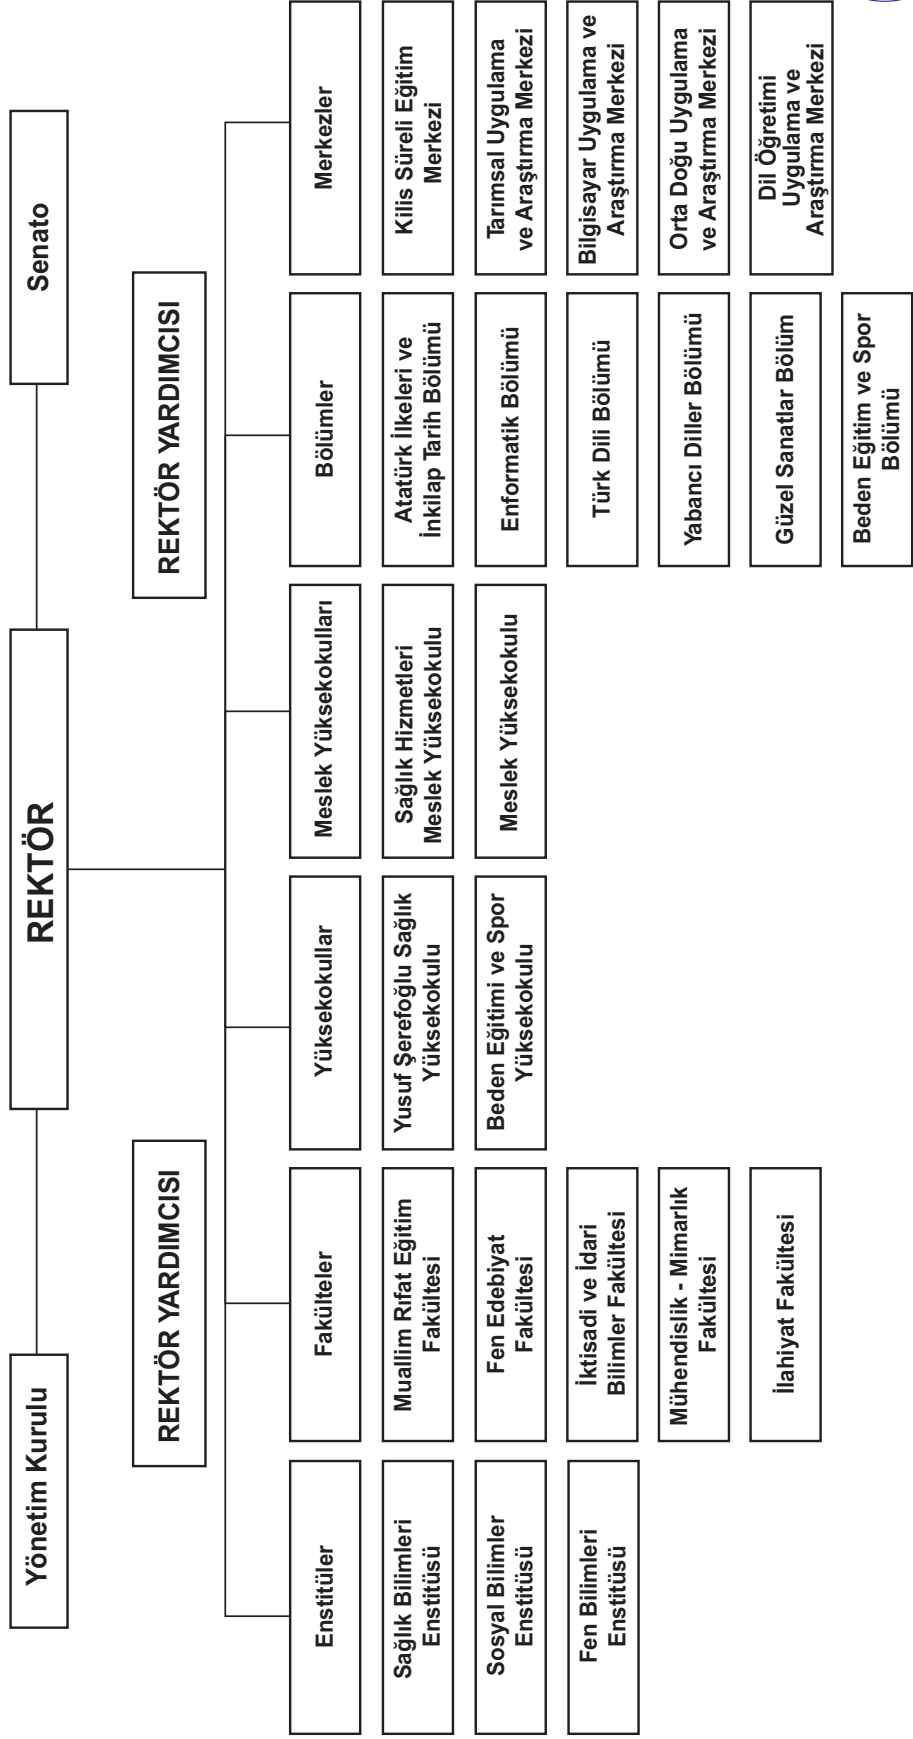 Yönetim Kurulu
REKTÖR
Senato
REKTÖR YARDIMCISI
REKTÖR YARDIMCISI
Enstitüler
Sağlık Bilimleri
Enstitüsü
Sosyal Bilimler
Enstitüsü
Fen Bilimleri
Enstitüsü
Fakülteler
Muallim Rıfat Eğitim
Fakültesi
Fen Edebiyat
Fakültesi
İktisadi ve İdari
Bilimler Fakültesi
Mühendislik - Mimarlık
Fakültesi
İlahiyat Fakültesi
Yüksekokullar
Yusuf Şerefoğlu Sağlık
Yüksekokulu
Beden Eğitimi ve Spor
Yüksekokulu
Meslek Yüksekokulları
Sağlık Hizmetleri
Meslek Yüksekokulu
Meslek Yüksekokulu
Bölümler
Atatürk İlkeleri ve
İnkilap Tarih Bölümü
Enformatik Bölümü
Türk Dili Bölümü
Yabancı Diller Bölümü
Güzel Sanatlar Bölüm
Beden Eğitim ve Spor
Bölümü
Merkezler
Kilis Süreli Eğitim
Merkezi
Tarımsal Uygulama
ve Araştırma Merkezi
Bilgisayar Uygulama ve
Araştırma Merkezi
Orta Doğu Uygulama
ve Araştırma Merkezi
Dil Öğretimi
Uygulama ve
Araştırma Merkezi